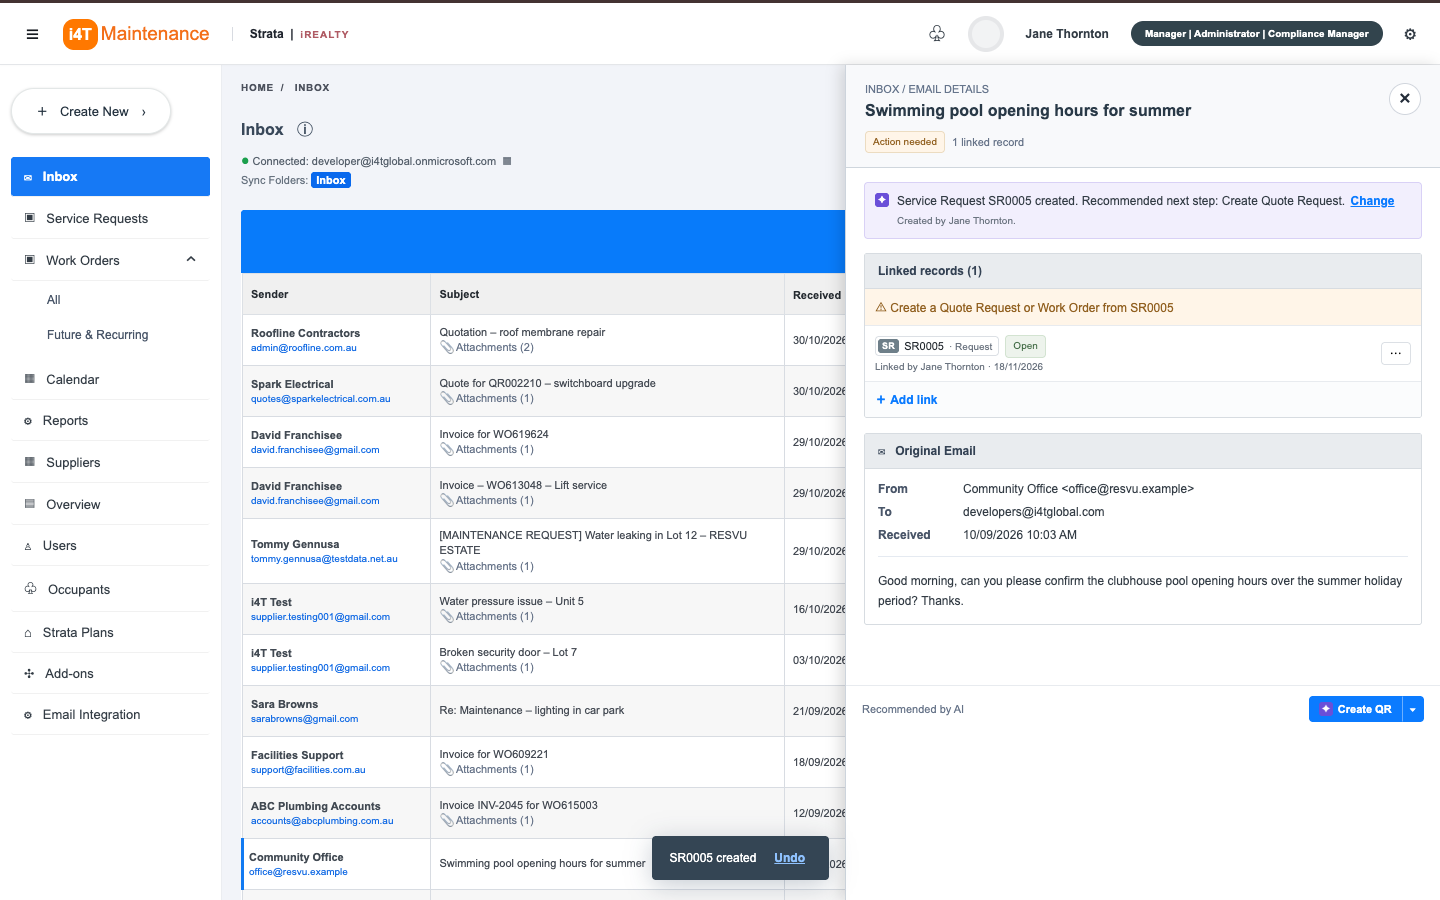 i4T Maintenance
Strata | iREALTY
Jane Thornton
Manager | Administrator | Compliance Manager
+ Create New ›
Inbox
Service Requests
Work Orders
All
Future & Recurring
Calendar
Reports
Suppliers
Overview
Users
Occupants
Strata Plans
Add-ons
Email Integration
HOME / INBOX
Inbox
Connected: developer@i4tglobal.onmicrosoft.com
Sync Folders: Inbox
Sender Subject Received
Roofline Contractors
admin@roofline.com.au
Quotation – roof membrane repair
Attachments (2)
30/10/2026
Spark Electrical
quotes@sparkelectrical.com.au
Quote for QR002210 – switchboard upgrade
Attachments (1)
30/10/2026
David Franchisee
david.franchisee@gmail.com
Invoice for WO619624
Attachments (1)
29/10/2026
David Franchisee
david.franchisee@gmail.com
Invoice – WO613048 – Lift service
Attachments (1)
29/10/2026
Tommy Gennusa
tommy.gennusa@testdata.net.au
[MAINTENANCE REQUEST] Water leaking in Lot 12 – RESVU
ESTATE
Attachments (1)
29/10/2026
i4T Test
supplier.testing001@gmail.com
Water pressure issue – Unit 5
Attachments (1)
16/10/2026
i4T Test
supplier.testing001@gmail.com
Broken security door – Lot 7
Attachments (1)
03/10/2026
Sara Browns
sarabrowns@gmail.com
Re: Maintenance – lighting in car park
21/09/2026
Facilities Support
support@facilities.com.au
Invoice for WO609221
Attachments (1)
18/09/2026
ABC Plumbing Accounts
accounts@abcplumbing.com.au
Invoice INV-2045 for WO615003
Attachments (1)
12/09/2026
Community Office
office@resvu.example
Swimming pool opening hours for summer
SR0005 created Undo
INBOX / EMAIL DETAILS
Swimming pool opening hours for summer
Action needed 1 linked record
Service Request SR0005 created. Recommended next step: Create Quote Request. Change
Created by Jane Thornton.
Linked records (1)
Create a Quote Request or Work Order from SR0005
SR SR0005 · Request Open
Linked by Jane Thornton · 18/11/2026
+ Add link
Original Email
From Community Office <office@resvu.example>
To developers@i4tglobal.com
Received 10/09/2026 10:03 AM
Good morning, can you please confirm the clubhouse pool opening hours over the summer holiday
period? Thanks.
Recommended by AI
Create QR